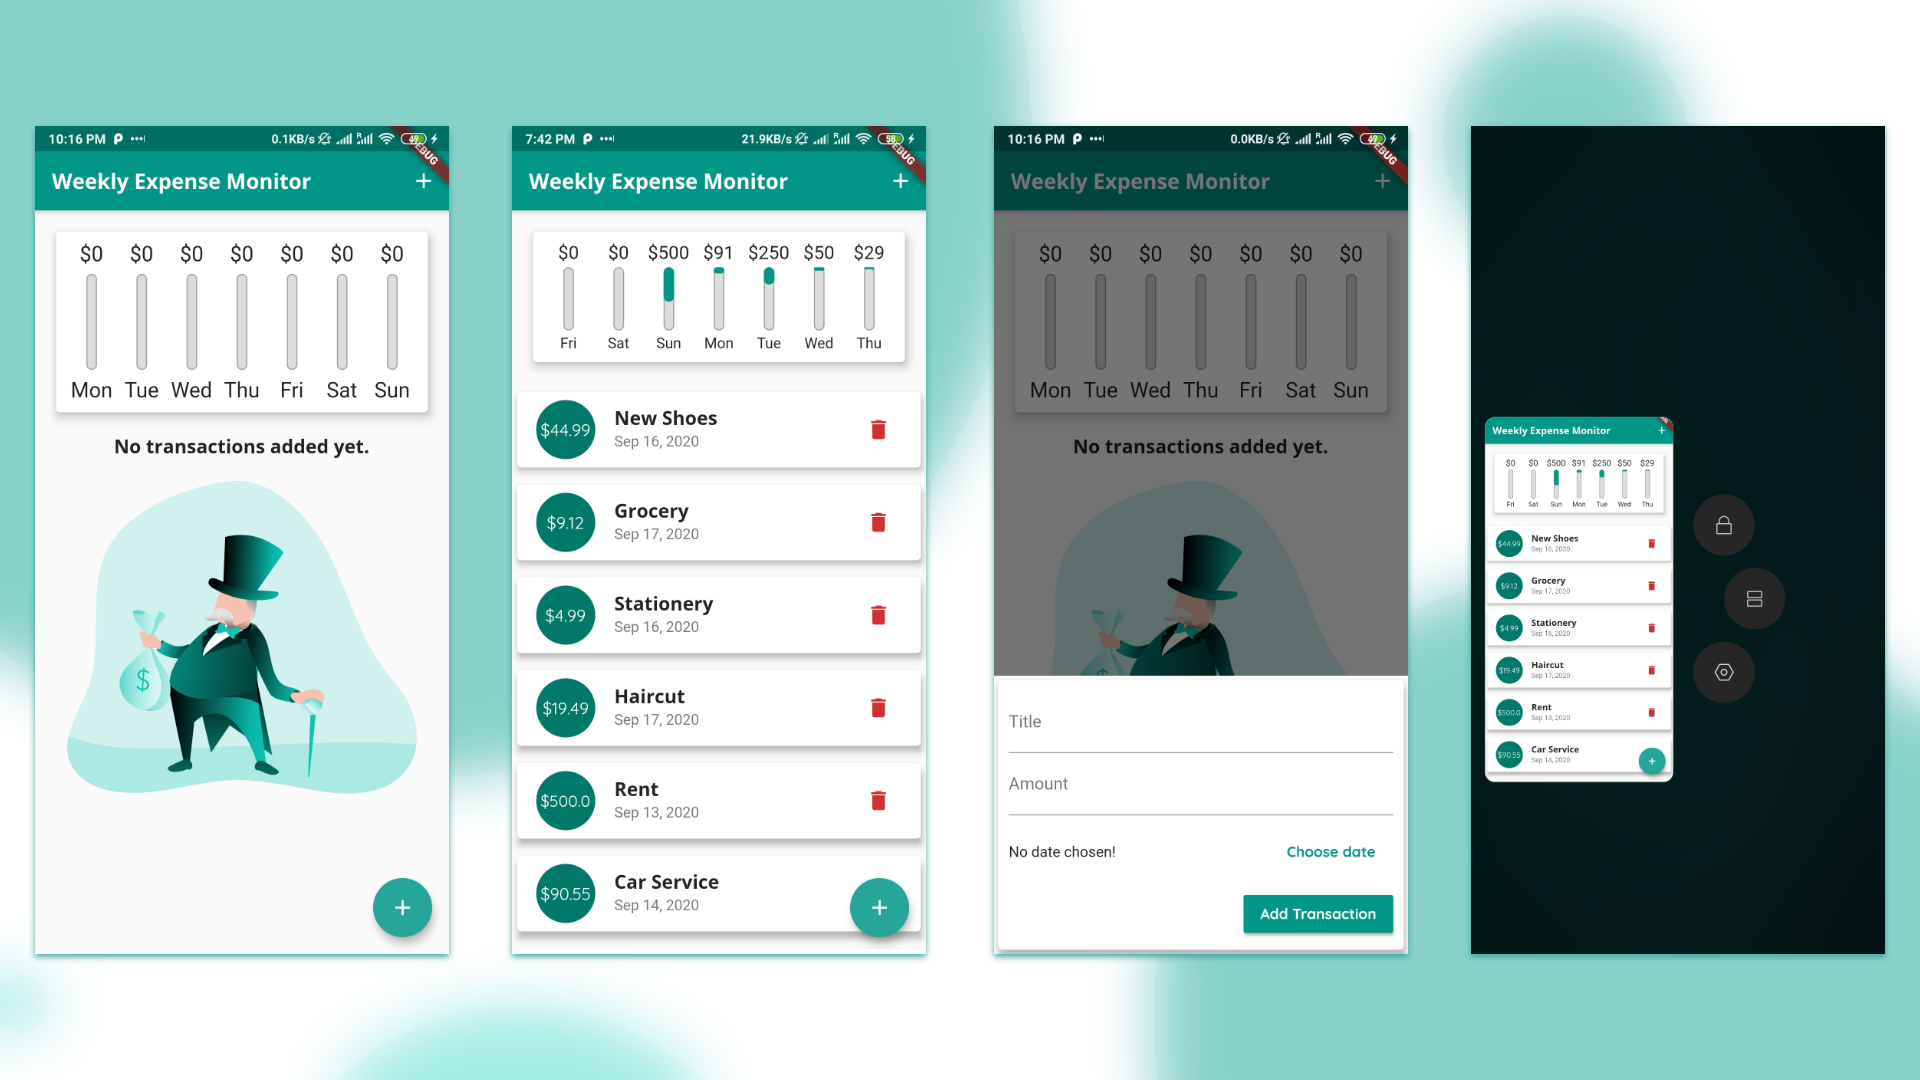 10:16 PM P
0.1KB/s R 49
DEBUG
Weekly Expense Monitor +
$0 $0 $0 $0 $0 $0 $0
Mon Tue Wed Thu Fri Sat Sun
No transactions added yet.
$
+
7:42 PM P
21.9KB/s R 58
DEBUG
Weekly Expense Monitor +
$0 $0 $500 $91 $250 $50 $29
Fri Sat Sun Mon Tue Wed Thu
$44.99 New Shoes
Sep 16, 2020
$9.12 Grocery
Sep 17, 2020
$4.99 Stationery
Sep 16, 2020
$19.49 Haircut
Sep 17, 2020
$500.0 Rent
Sep 13, 2020
$90.55 Car Service
Sep 14, 2020
+
10:16 PM P
0.0KB/s R 49
DEBUG
Weekly Expense Monitor +
$0 $0 $0 $0 $0 $0 $0
Mon Tue Wed Thu Fri Sat Sun
No transactions added yet.
Title
Amount
No date chosen! Choose date
Add Transaction
Weekly Expense Monitor +
$0 $0 $500 $91 $250 $50 $29
Fri Sat Sun Mon Tue Wed Thu
$44.99 New Shoes
Sep 16, 2020
$9.12 Grocery
Sep 17, 2020
$4.99 Stationery
Sep 16, 2020
$19.49 Haircut
Sep 17, 2020
$500.0 Rent
Sep 13, 2020
$90.55 Car Service
Sep 14, 2020
+